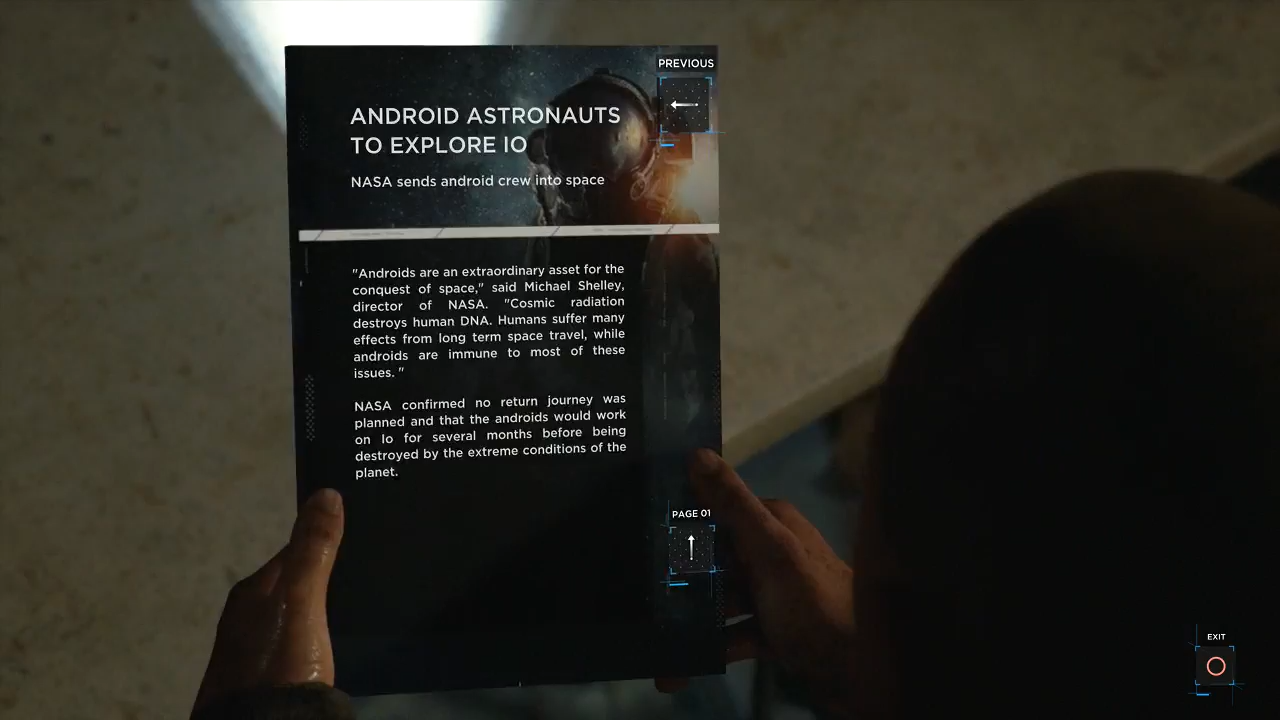 PREVIOUS
ANDROID ASTRONAUTS
TO EXPLORE IO
NASA sends android crew into space
"Androids are an extraordinary asset for the
conquest of space," said Michael Shelley,
director of NASA. "Cosmic radiation
destroys human DNA. Humans suffer many
effects from long term space travel, while
androids are immune to most of these
issues. "
NASA confirmed no return journey was
planned and that the androids would work
on Io for several months before being
destroyed by the extreme conditions of the
planet.
PAGE 01
EXIT